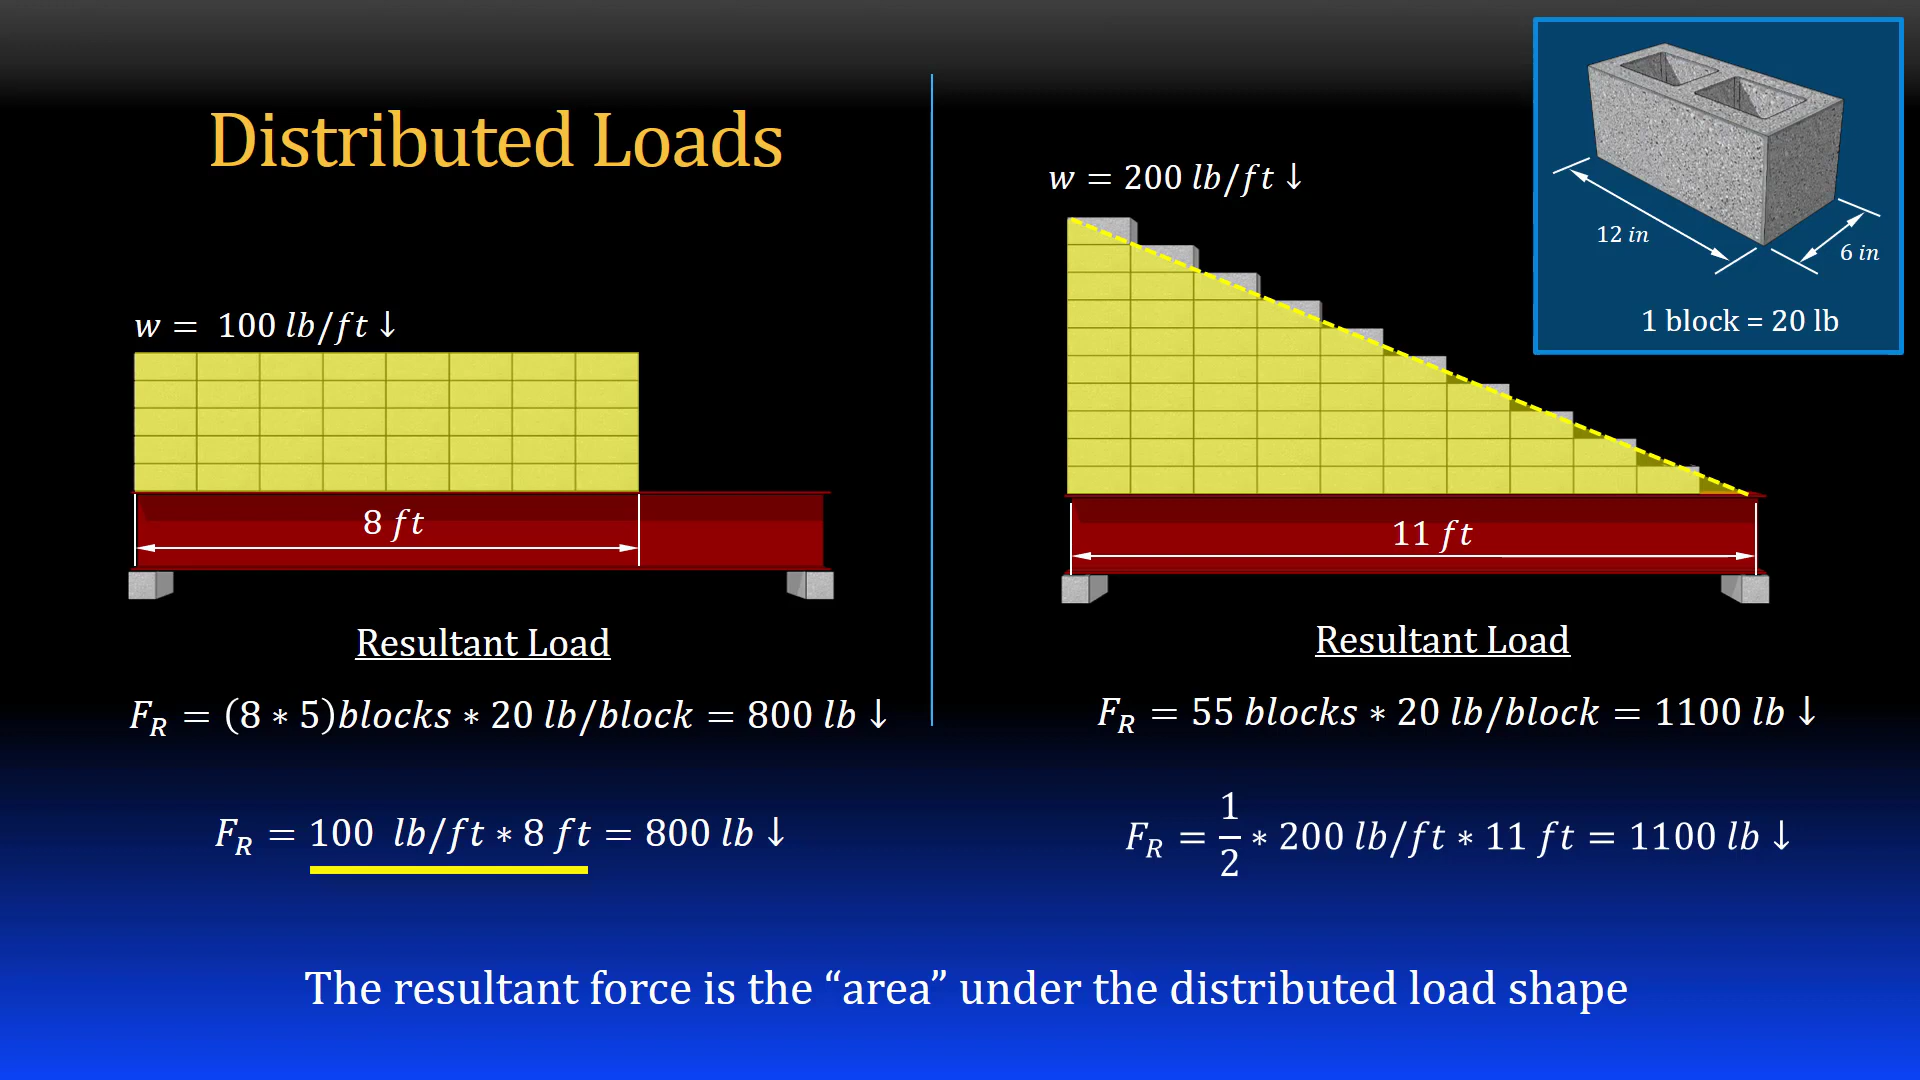 Distributed Loads
w = 100 lb/ft↓
8 ft
Resultant Load
F_R = (8 ∗ 5)blocks ∗ 20 lb/block = 800 lb↓
F_R = 100 lb/ft ∗ 8 ft = 800 lb↓
w = 200 lb/ft↓
11 ft
Resultant Load
F_R = 55 blocks ∗ 20 lb/block = 1100 lb↓
F_R = 1/2 ∗ 200 lb/ft ∗ 11 ft = 1100 lb↓
12 in
6 in
1 block = 20 lb
The resultant force is the “area” under the distributed load shape